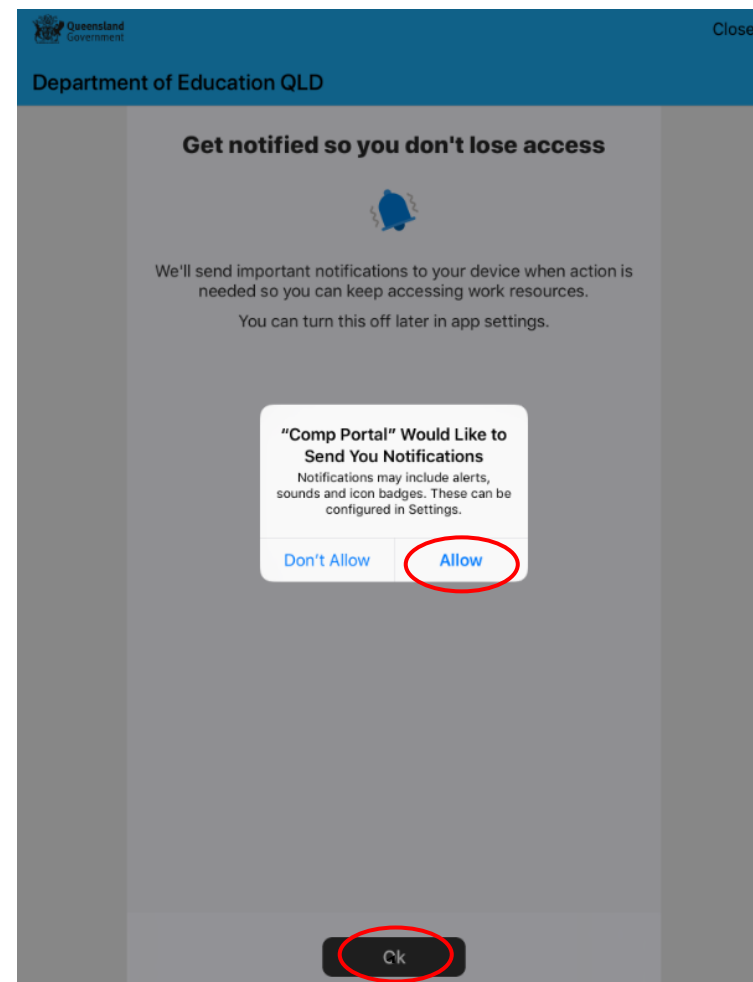 Queensland
Government
Close
Department of Education QLD
Get notified so you don't lose access
We'll send important notifications to your device when action is
needed so you can keep accessing work resources.
You can turn this off later in app settings.
"Comp Portal" Would Like to
Send You Notifications
Notifications may include alerts,
sounds and icon badges. These can be
configured in Settings.
Don't Allow Allow
Ok